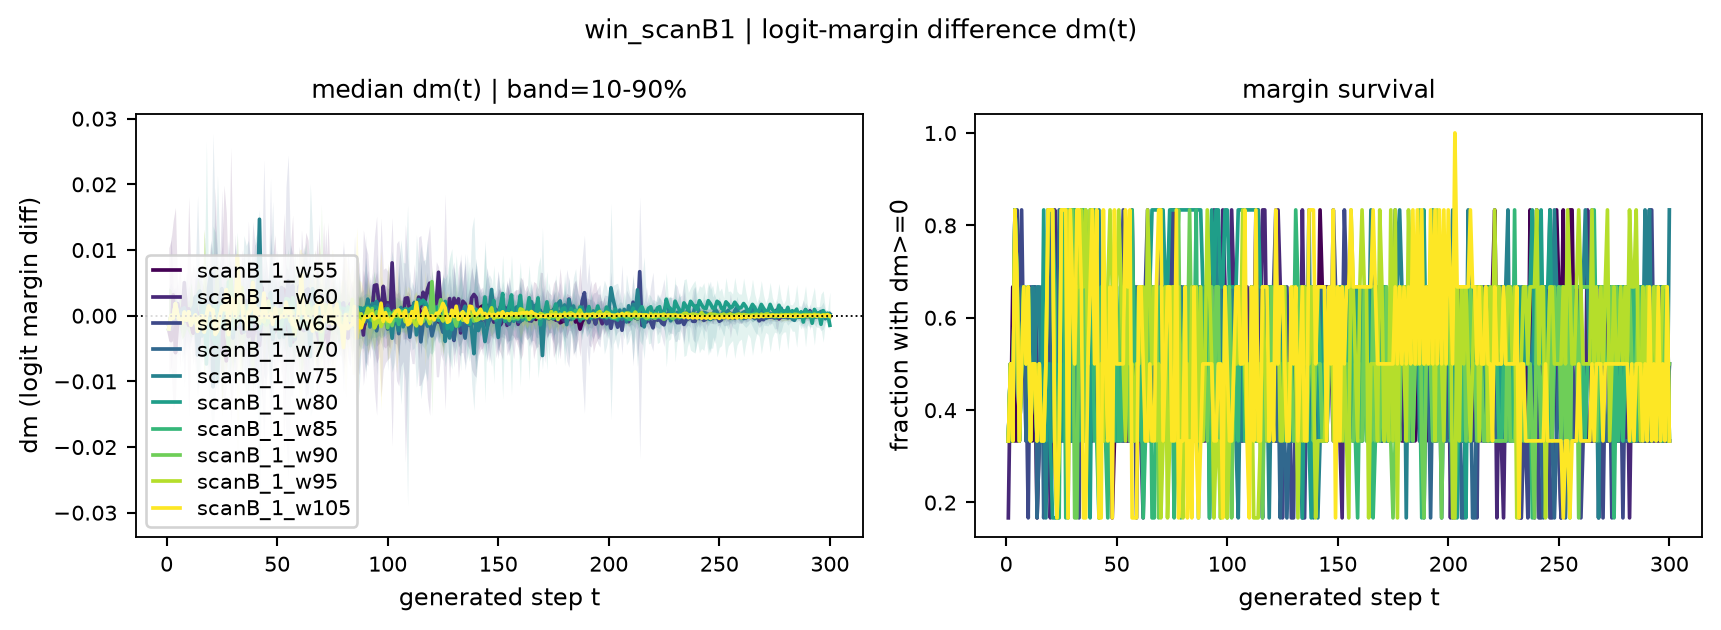 win_scanB1 | logit-margin difference dm(t)
median dm(t) | band=10-90%
dm (logit margin diff)
0.03
0.02
0.01
0.00
−0.01
−0.02
−0.03
scanB_1_w55
scanB_1_w60
scanB_1_w65
scanB_1_w70
scanB_1_w75
scanB_1_w80
scanB_1_w85
scanB_1_w90
scanB_1_w95
scanB_1_w105
0 50 100 150 200 250 300
generated step t
margin survival
fraction with dm>=0
1.0
0.8
0.6
0.4
0.2
0 50 100 150 200 250 300
generated step t